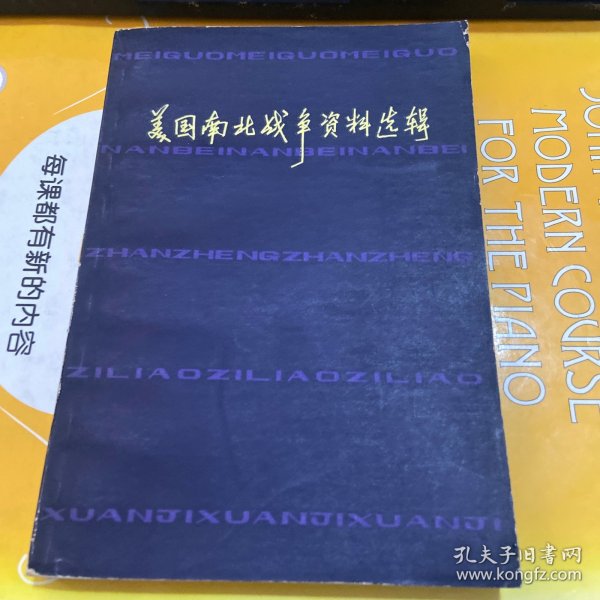 MEIGUOMEIGUOMEIGUO
美国南北战争资料选辑
NANBEINANBEINANBEI
ZHANZHENGZHANZHENG
ZILIAOZILIAOZILIAO
XUANJIXUANJIXUANJI
每课都有新的内容
JOHN
MODERN COURSE
FOR THE PIANO
孔夫子旧书网
www.kongfz.com